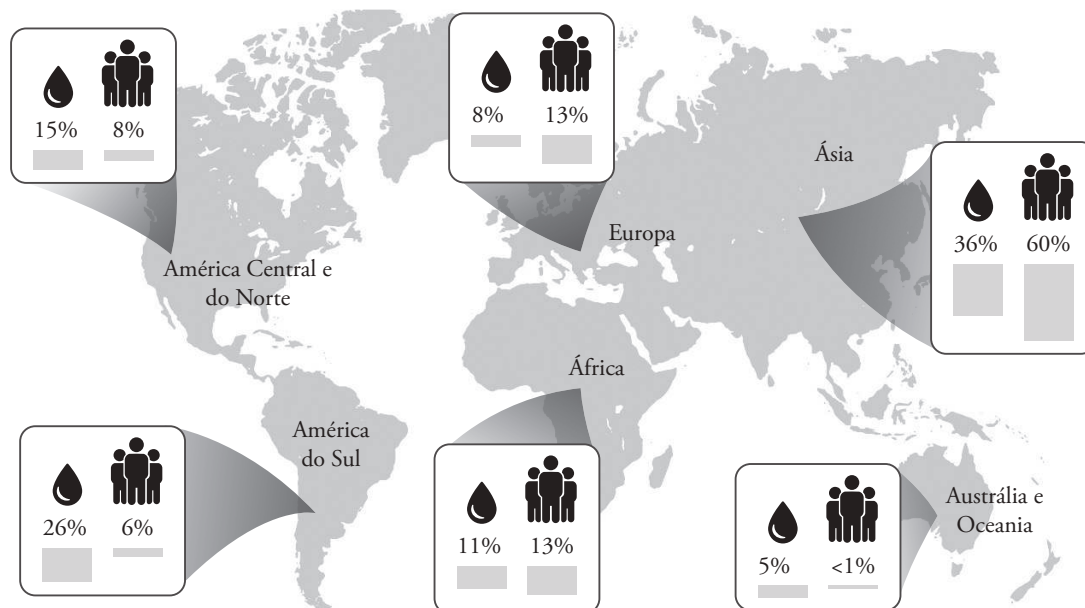 15% 8%
América Central e
do Norte
8% 13%
Europa
Ásia
36% 60%
América
do Sul
26% 6%
África
11% 13%
Austrália e
Oceania
5% <1%